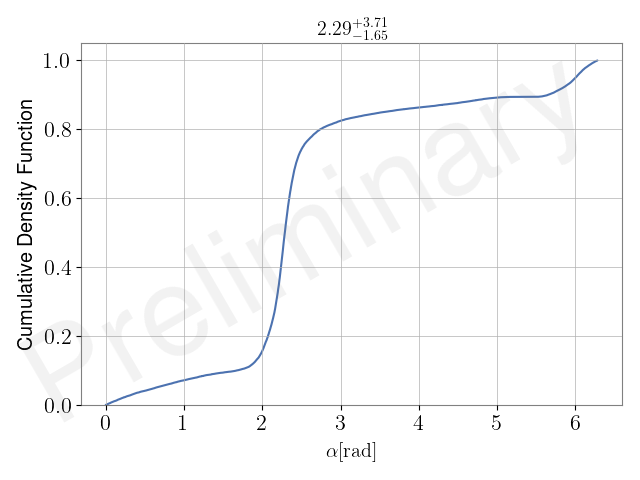 2.29^{+3.71}_{-1.65}
Cumulative Density Function
1.0
0.8
0.6
0.4
0.2
0.0
0 1 2 3 4 5 6
α[rad]
Preliminary